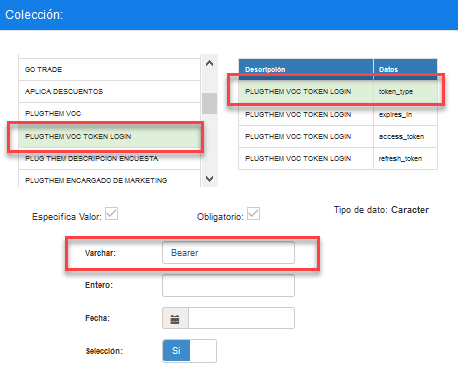 Colección:
GO TRADE
APLICA DESCUENTOS
PLUGTHEM VOC
PLUGTHEM VOC TOKEN LOGIN
PLUG THEM DESCRIPCION ENCUESTA
PLUGTHEM ENCARGADO DE MARKETING
Descripción Datos
PLUGTHEM VOC TOKEN LOGIN token_type
PLUGTHEM VOC TOKEN LOGIN expires_in
PLUGTHEM VOC TOKEN LOGIN access_token
PLUGTHEM VOC TOKEN LOGIN refresh_token
Especifica Valor: Obligatorio: Tipo de dato: Caracter
Varchar: Bearer
Entero:
Fecha:
Selección: Si